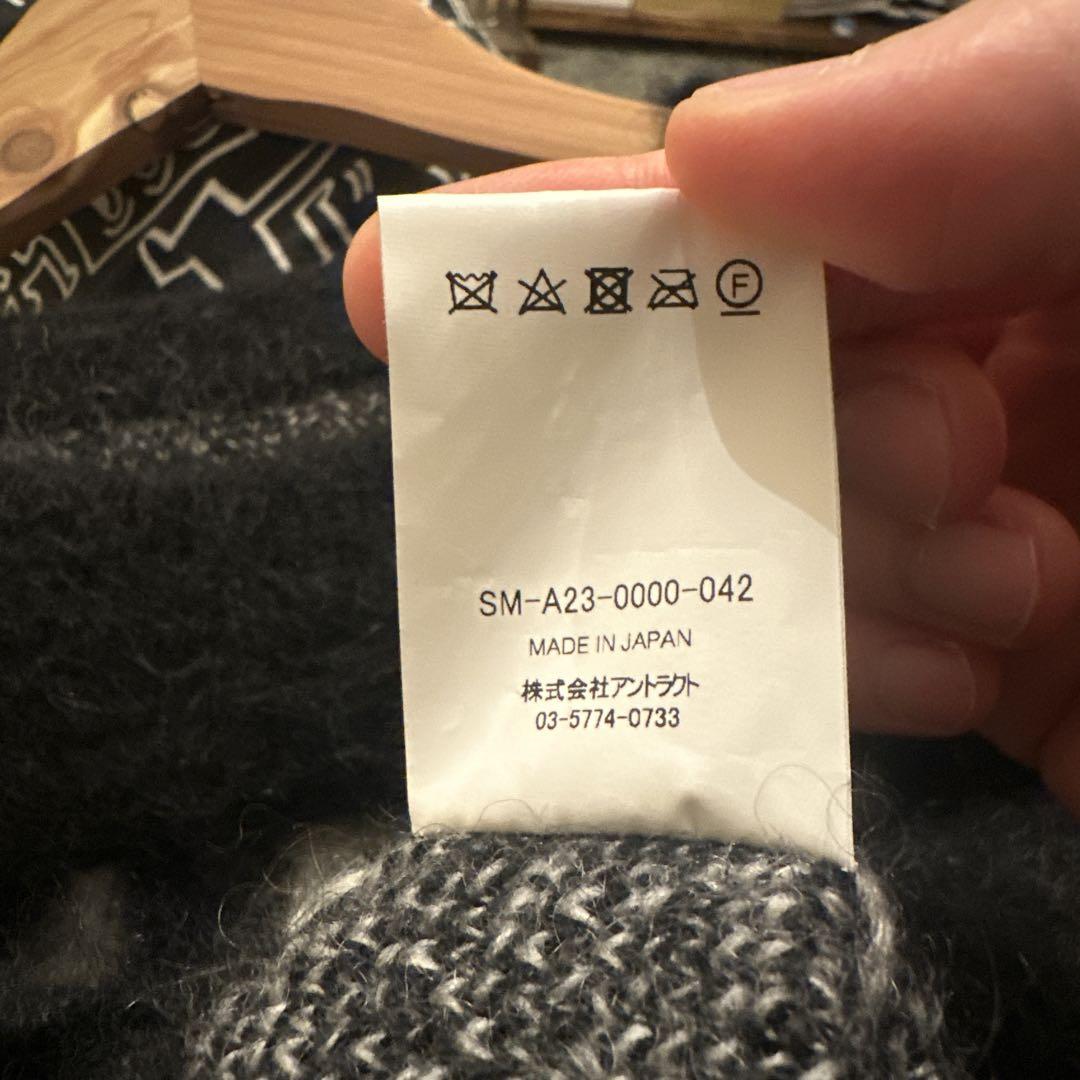 F
SM-A23-0000-042
MADE IN JAPAN
株式会社アントラクト
03-5774-0733